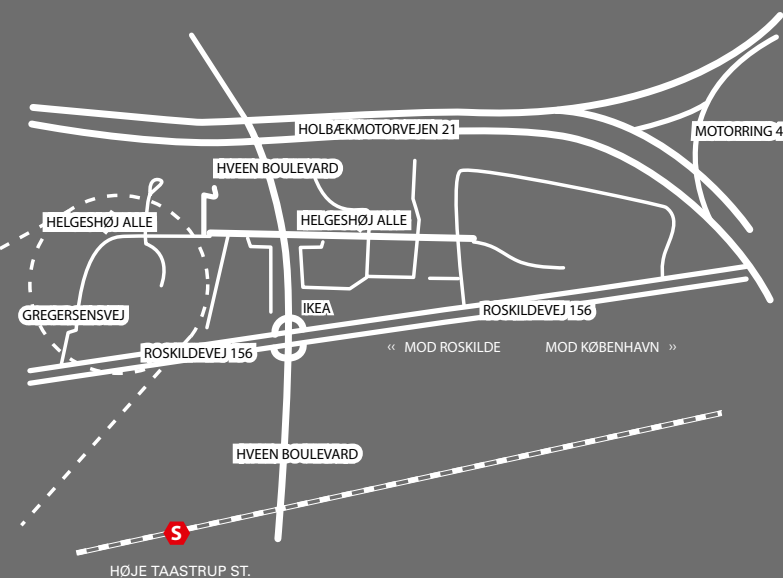 HOLBÆKMOTORVEJEN 21
MOTORRING 4
HVEEN BOULEVARD
HELGESHØJ ALLE
HELGESHØJ ALLE
IKEA
ROSKILDEVEJ 156
GREGERSENSVEJ
‹‹ MOD ROSKILDE
MOD KØBENHAVN ››
ROSKILDEVEJ 156
HVEEN BOULEVARD
S
HØJE TAASTRUP ST.